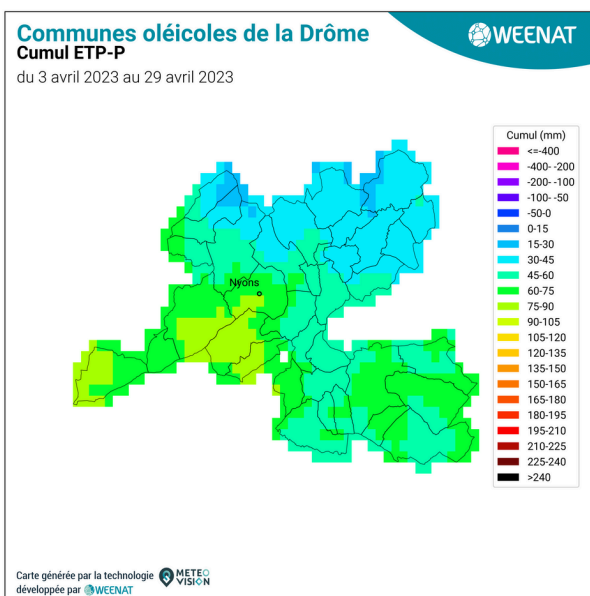 Communes oléicoles de la Drôme
Cumul ETP-P
du 3 avril 2023 au 29 avril 2023
WEENAT
Cumul (mm)
<=-400
-400- -200
-200- -100
-100- -50
-50-0
0-15
15-30
30-45
45-60
60-75
75-90
90-105
105-120
120-135
135-150
150-165
165-180
180-195
195-210
210-225
225-240
>240
Nyons
Carte générée par la technologie METEO VISION
développée par WEENAT